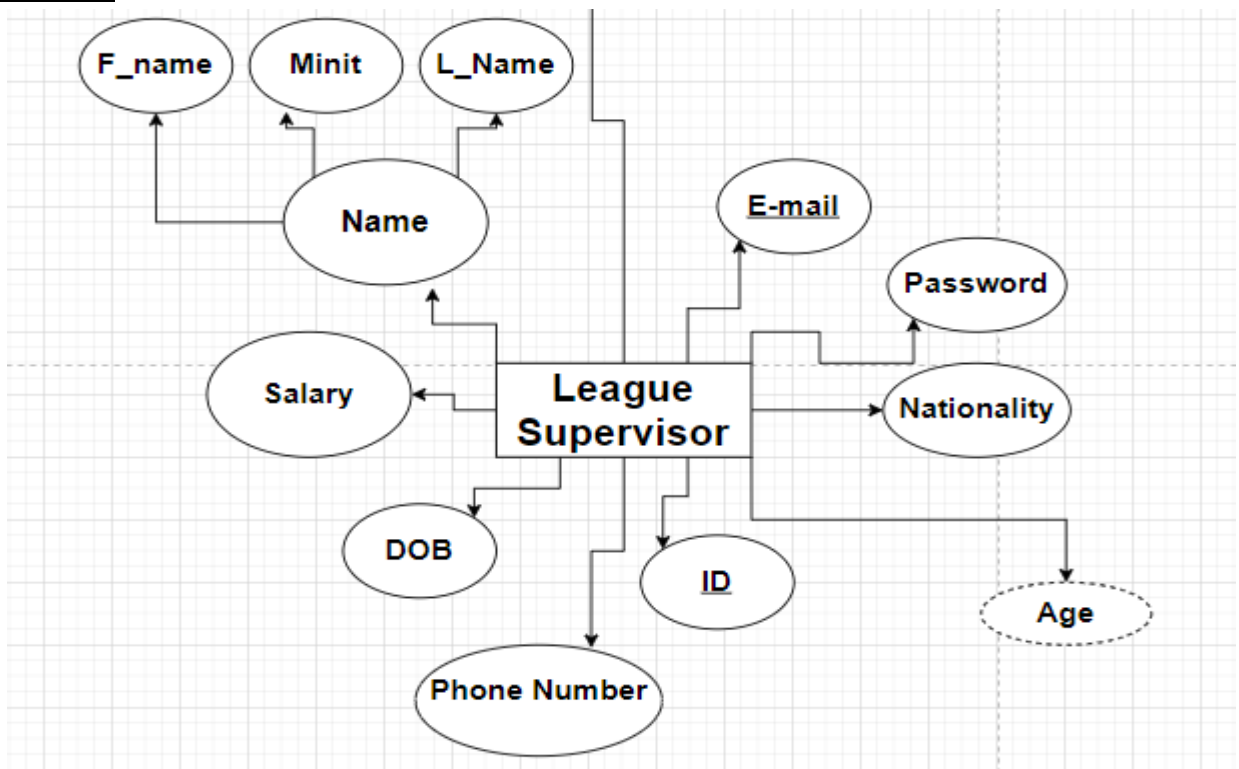 F_name
Minit
L_Name
Name
E-mail
Password
Salary
League
Supervisor
Nationality
DOB
ID
Age
Phone Number